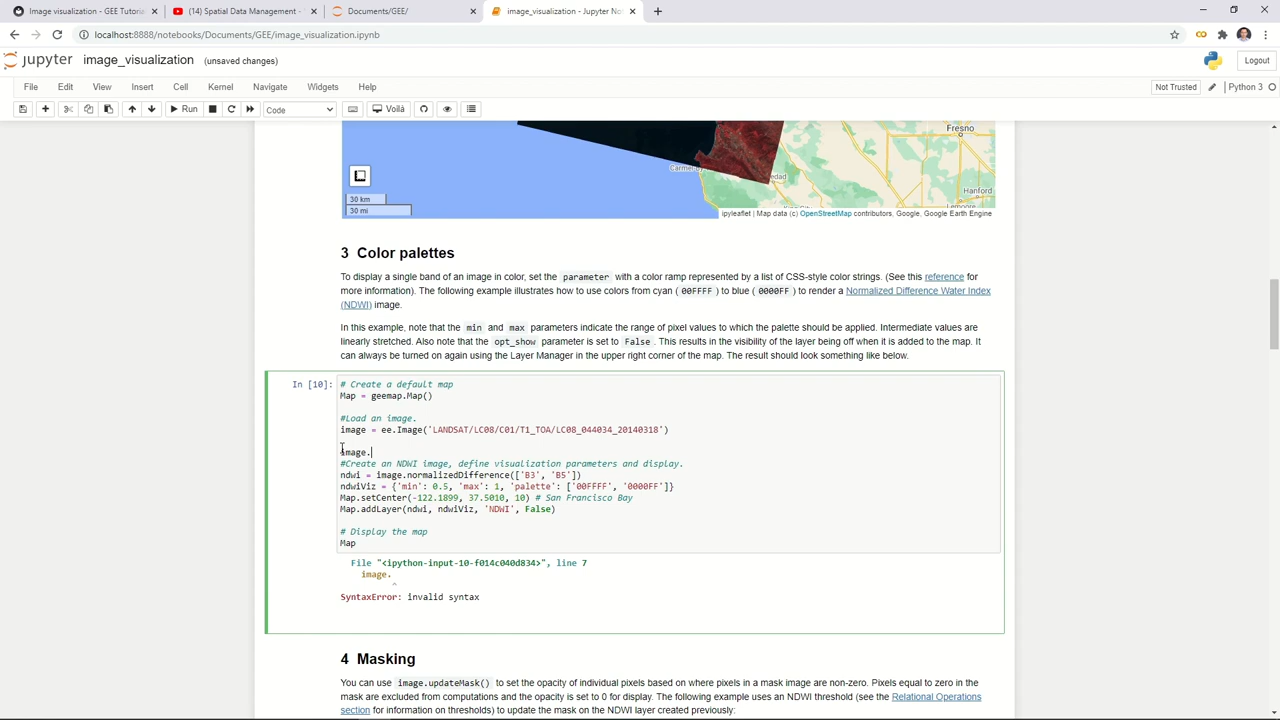 Image visualization - GEE Tutoria
(14) Spatial Data Management -
Documents/GEE/
image_visualization - Jupyter No
localhost:8888/notebooks/Documents/GEE/image_visualization.ipynb
jupyter image_visualization (unsaved changes)
Logout
File Edit View Insert Cell Kernel Navigate Widgets Help
Not Trusted
Python 3
Run
Code
Voilà
Fresno
Carmel-by
dad
Hanford
30 km
30 mi
ipyleaflet | Map data (c) OpenStreetMap contributors, Google, Google Earth Engine
3 Color palettes
To display a single band of an image in color, set the parameter with a color ramp represented by a list of CSS-style color strings. (See this reference for
more information). The following example illustrates how to use colors from cyan ( 00FFFF ) to blue ( 0000FF ) to render a Normalized Difference Water Index
(NDWI) image.
In this example, note that the min and max parameters indicate the range of pixel values to which the palette should be applied. Intermediate values are
linearly stretched. Also note that the opt_show parameter is set to False . This results in the visibility of the layer being off when it is added to the map. It
can always be turned on again using the Layer Manager in the upper right corner of the map. The result should look something like below.
In [10]:
# Create a default map
Map = geemap.Map()
#Load an image.
image = ee.Image('LANDSAT/LC08/C01/T1_TOA/LC08_044034_20140318')
image.
#Create an NDWI image, define visualization parameters and display.
ndwi = image.normalizedDifference(['B3', 'B5'])
ndwiViz = {'min': 0.5, 'max': 1, 'palette': ['00FFFF', '0000FF']}
Map.setCenter(-122.1899, 37.5010, 10) # San Francisco Bay
Map.addLayer(ndwi, ndwiViz, 'NDWI', False)
# Display the map
Map
File "<ipython-input-10-f014c040d834>", line 7
image.
^
SyntaxError: invalid syntax
4 Masking
You can use image.updateMask() to set the opacity of individual pixels based on where pixels in a mask image are non-zero. Pixels equal to zero in the
mask are excluded from computations and the opacity is set to 0 for display. The following example uses an NDWI threshold (see the Relational Operations
section for information on thresholds) to update the mask on the NDWI layer created previously: